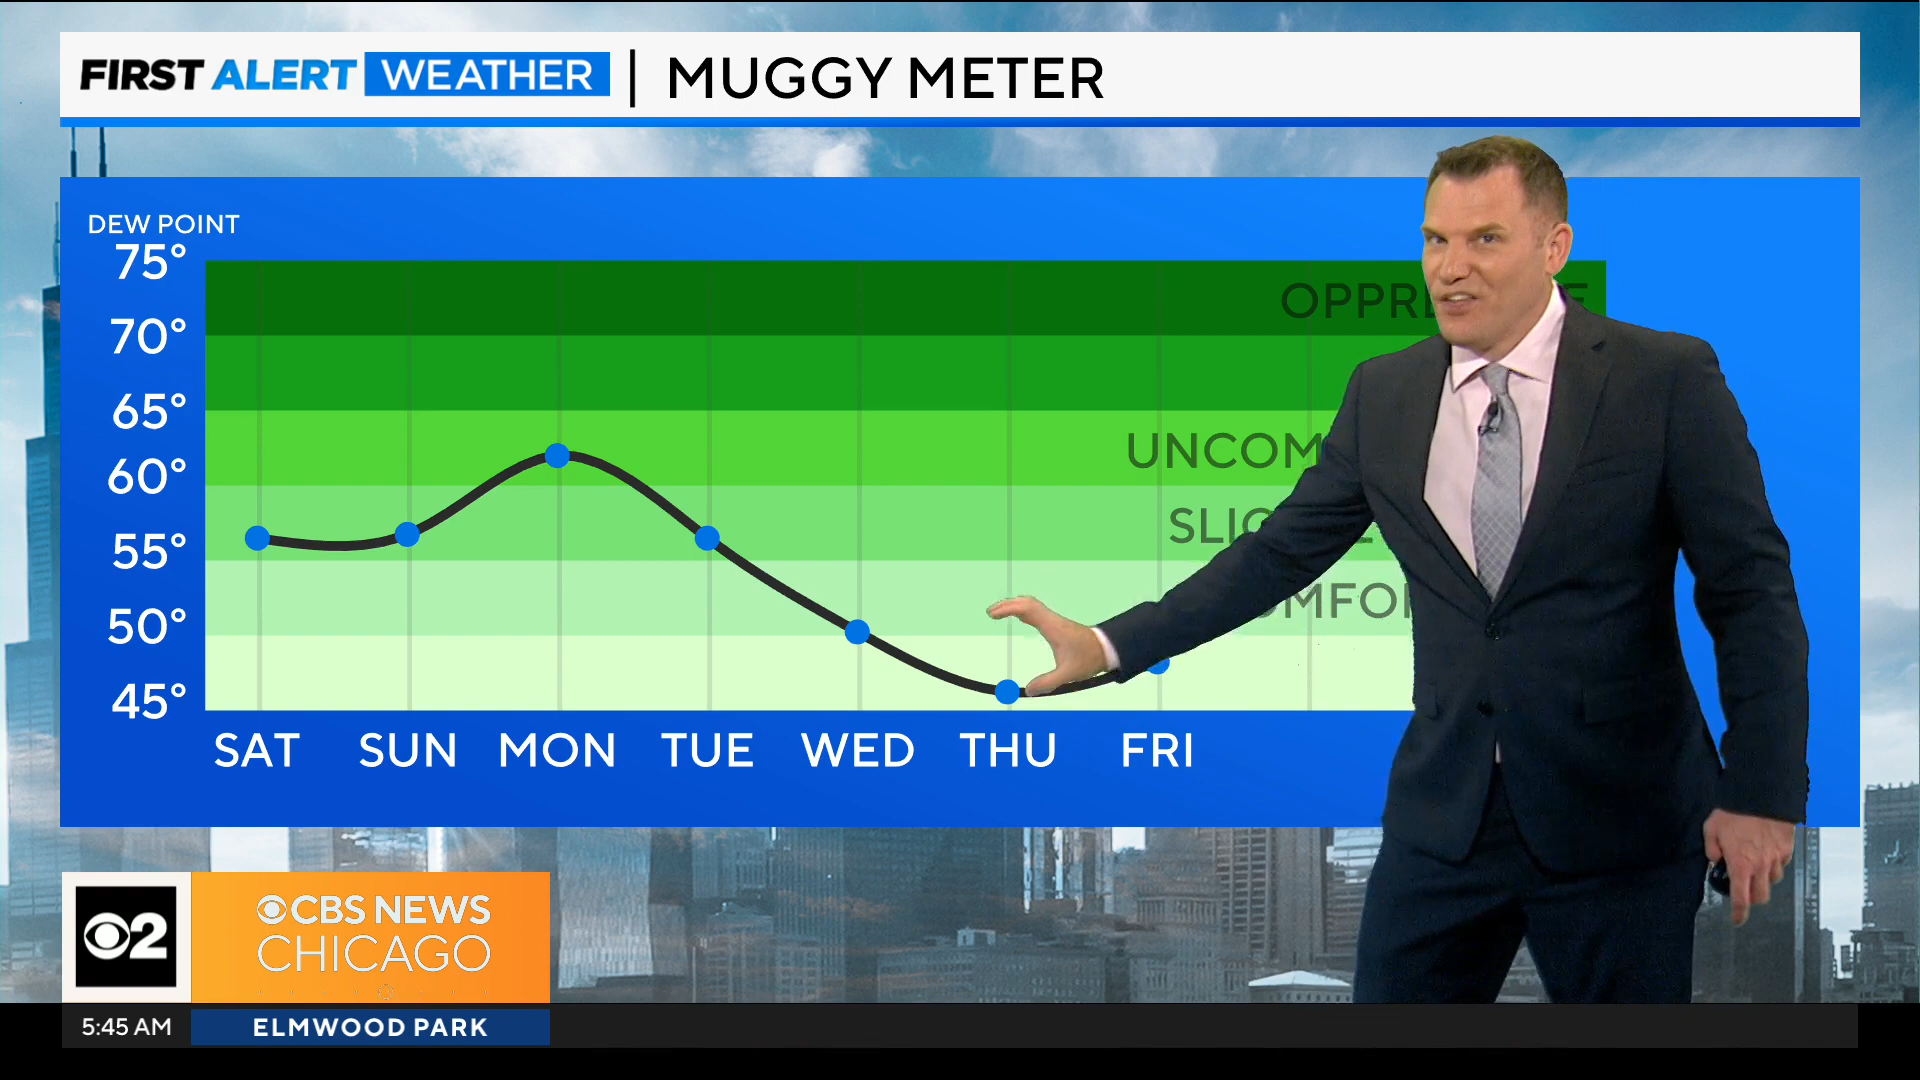 FIRST ALERT WEATHER | MUGGY METER
DEW POINT
75°
70°
65°
60°
55°
50°
45°
SAT SUN MON TUE WED THU FRI
2
CBS NEWS
CHICAGO
5:45 AM ELMWOOD PARK